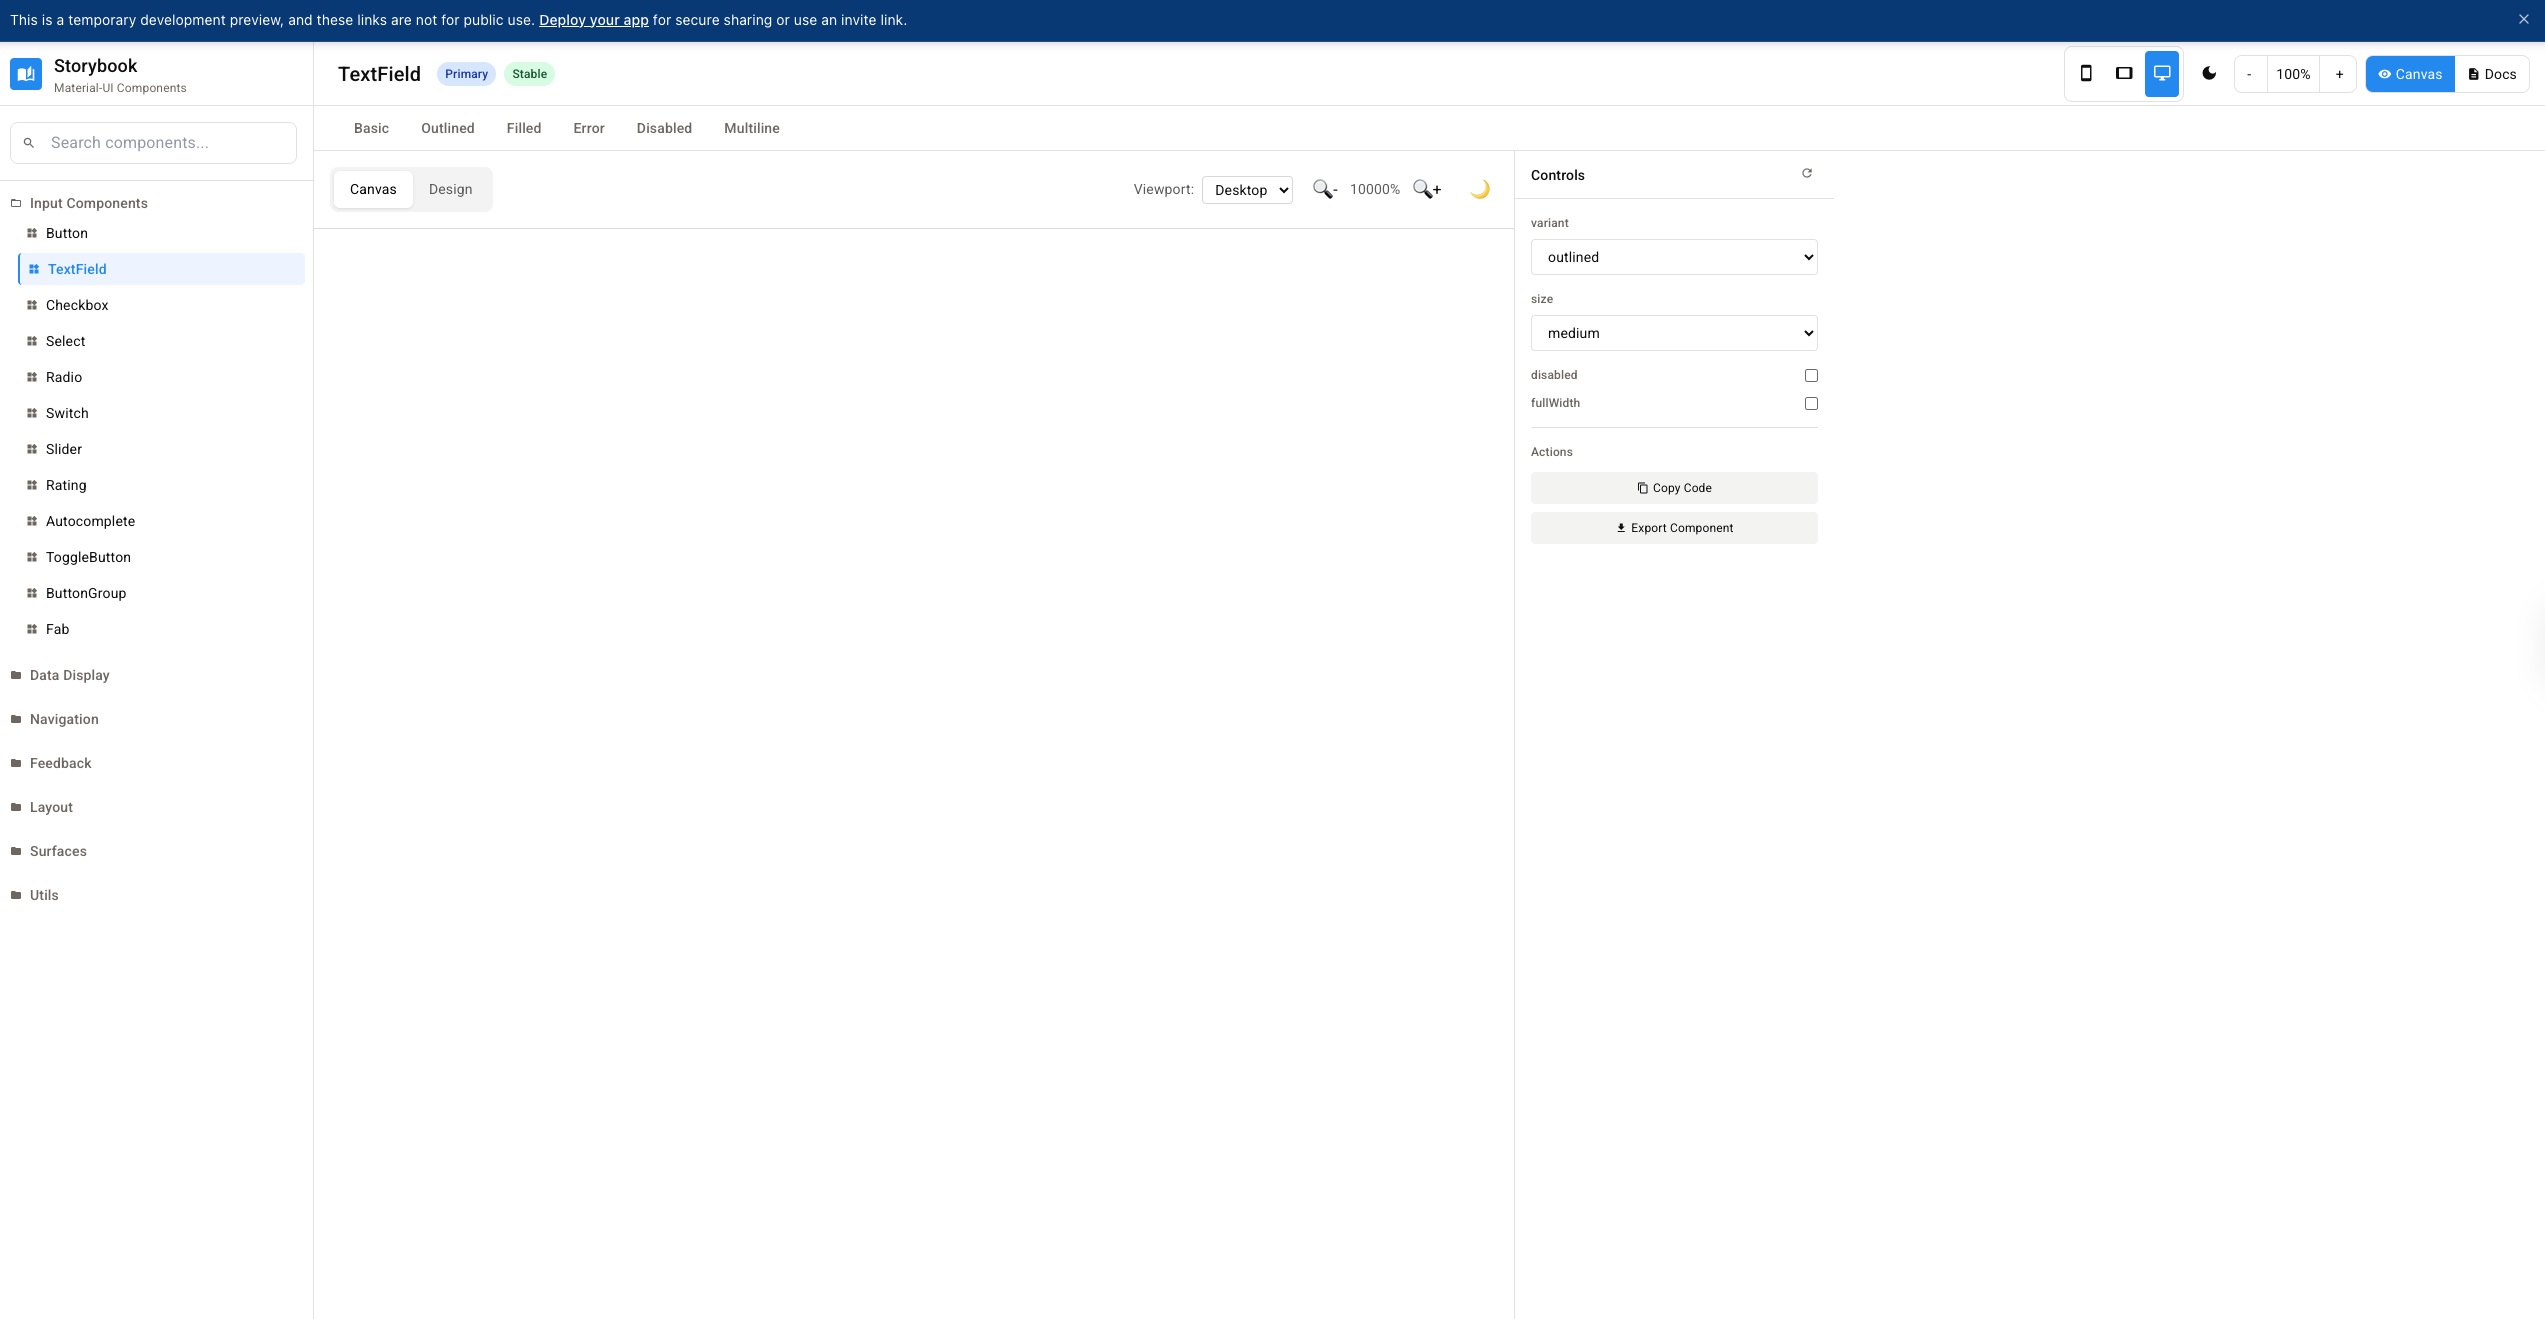 This is a temporary development preview, and these links are not for public use. Deploy your app for secure sharing or use an invite link.
Storybook
Material-UI Components
TextField
Primary
Stable
-
100%
+
Canvas
Docs
Search components...
Basic
Outlined
Filled
Error
Disabled
Multiline
Input Components
Button
TextField
Checkbox
Select
Radio
Switch
Slider
Rating
Autocomplete
ToggleButton
ButtonGroup
Fab
Data Display
Navigation
Feedback
Layout
Surfaces
Utils
Canvas
Design
Viewport:
Desktop
-
10000%
+
Controls
variant
outlined
size
medium
disabled
fullWidth
Actions
Copy Code
Export Component